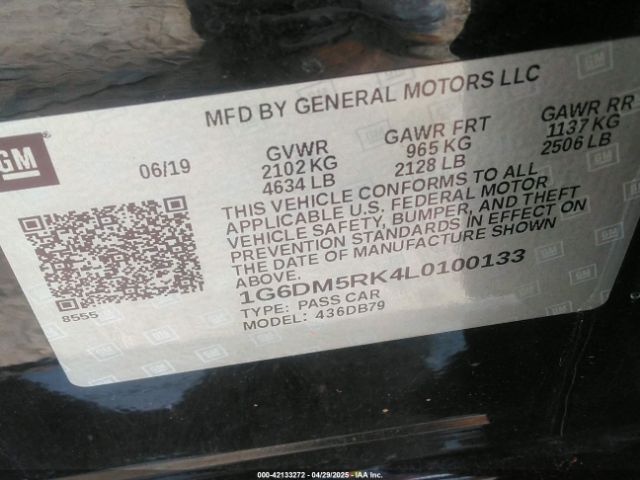 MFD BY GENERAL MOTORS LLC
GM
06/19
GVWR
2102 KG
4634 LB
GAWR FRT
965 KG
2128 LB
GAWR RR
1137 KG
2506 LB
THIS VEHICLE CONFORMS TO ALL
APPLICABLE U.S. FEDERAL MOTOR
VEHICLE SAFETY, BUMPER, AND THEFT
PREVENTION STANDARDS IN EFFECT ON
THE DATE OF MANUFACTURE SHOWN
ABOVE.
8555
1G6DM5RK4L0100133
TYPE: PASS CAR
MODEL: 436DB79
000-42133272 - 04/29/2025 - IAA Inc.